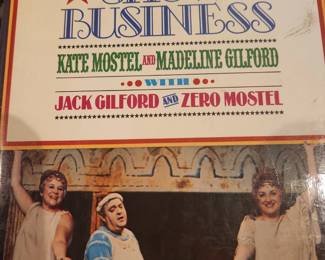 BUSINESS
KATE MOSTEL AND MADELINE GILFORD
WITH
JACK GILFORD AND ZERO MOSTEL